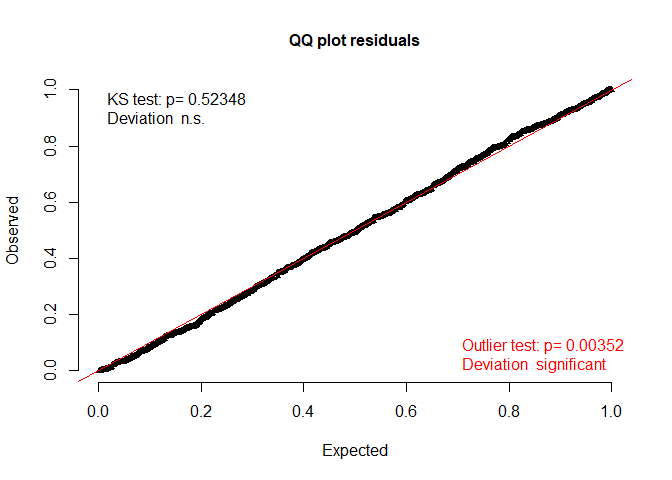 QQ plot residuals
KS test: p= 0.52348
Deviation n.s.
Observed
0.0 0.2 0.4 0.6 0.8 1.0
Outlier test: p= 0.00352
Deviation significant
0.0 0.2 0.4 0.6 0.8 1.0
Expected